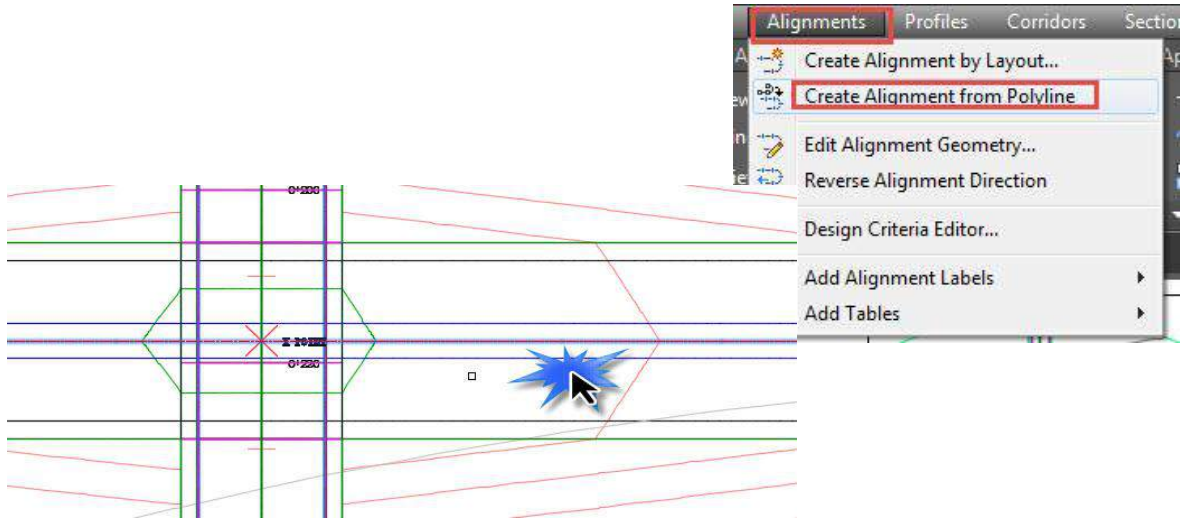 Alignments Profiles Corridors Section
Create Alignment by Layout...
Create Alignment from Polyline
Edit Alignment Geometry...
Reverse Alignment Direction
Design Criteria Editor...
Add Alignment Labels
Add Tables
0+200
0+220